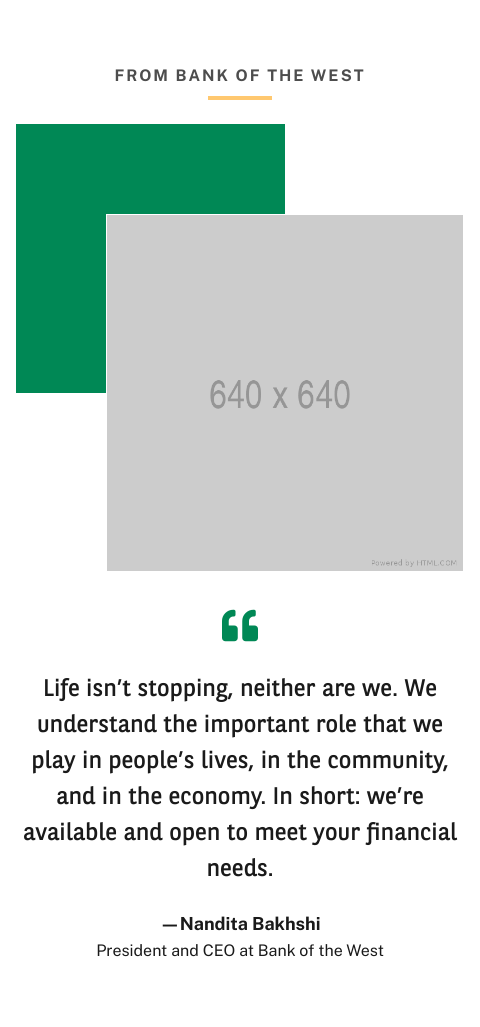 FROM BANK OF THE WEST
640 x 640
Powered by HTML.COM
“
Life isn’t stopping, neither are we. We
understand the important role that we
play in people’s lives, in the community,
and in the economy. In short: we’re
available and open to meet your financial
needs.
—Nandita Bakhshi
President and CEO at Bank of the West